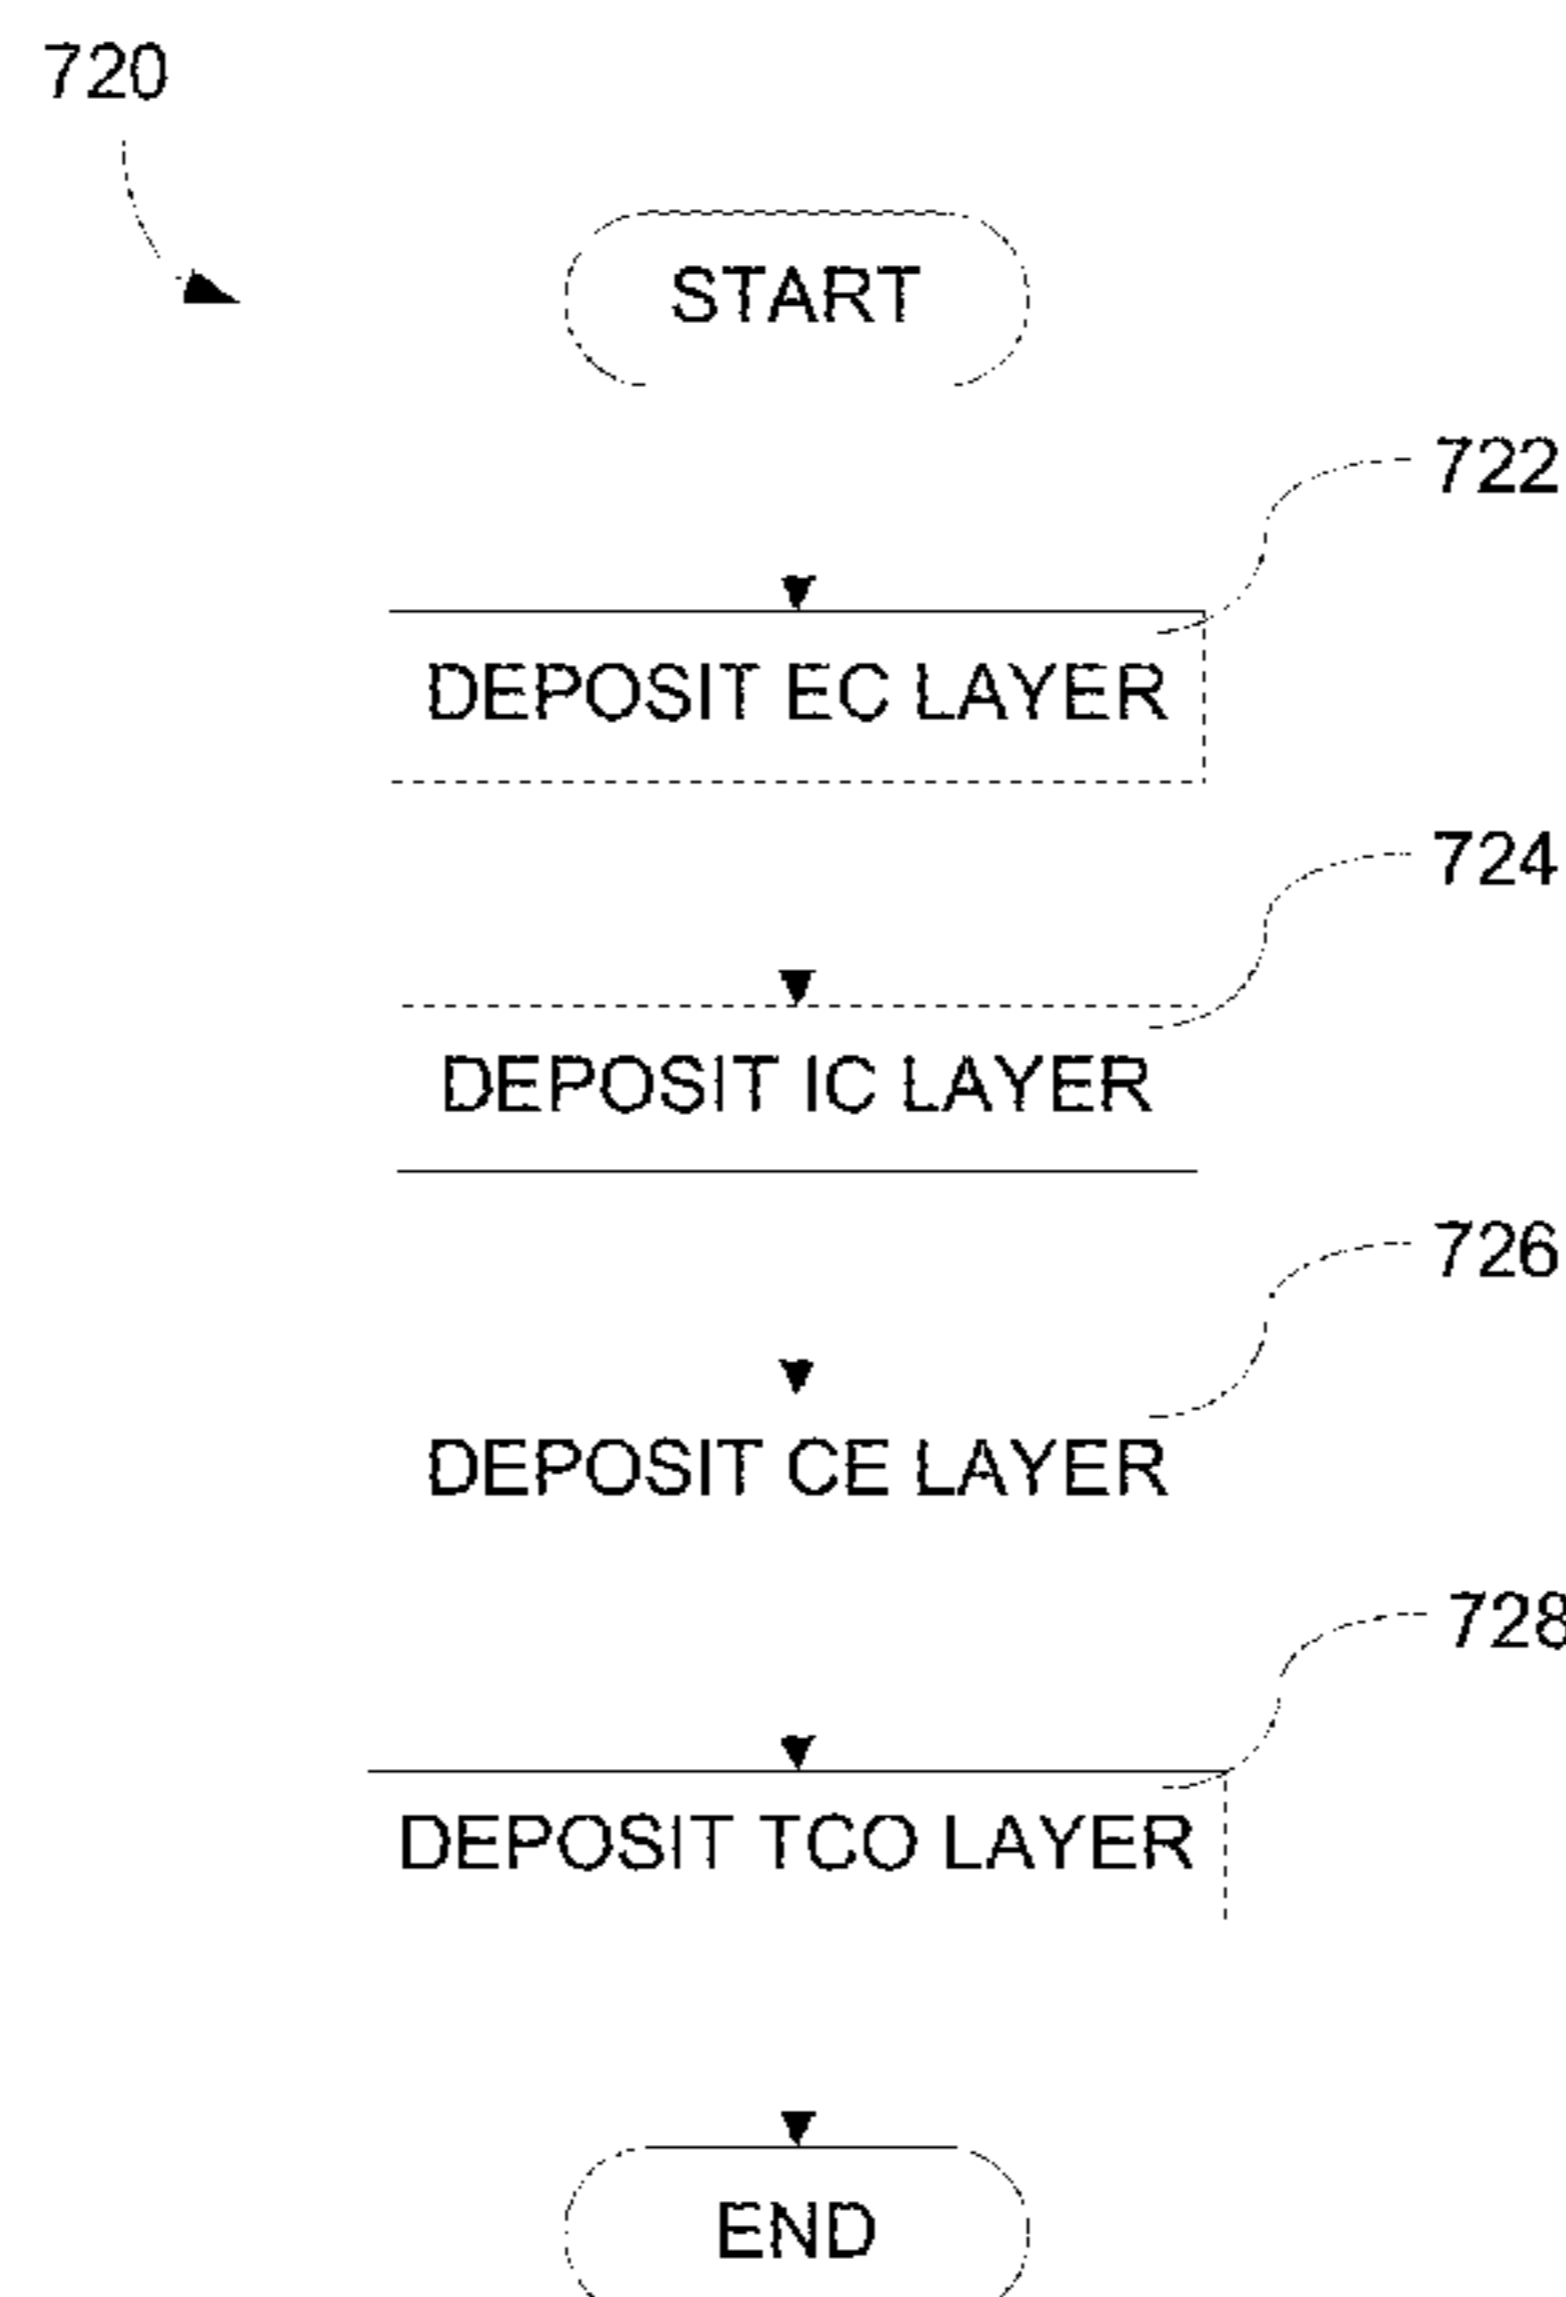 720
START
722
DEPOSIT EC LAYER
724
DEPOSIT IC LAYER
726
DEPOSIT CE LAYER
728
DEPOSIT TCO LAYER
END